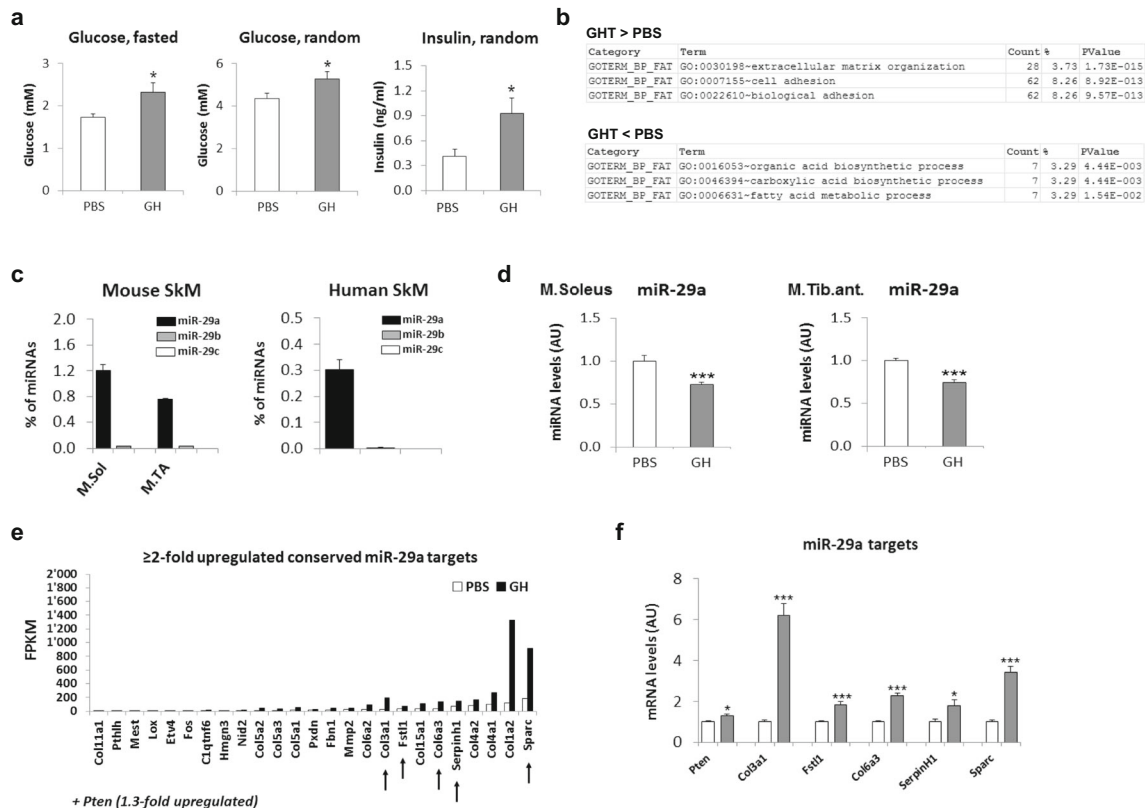 a
Glucose, fasted
Glucose (mM)
3
2
1
0
*
PBS
GH
Glucose, random
Glucose (mM)
6
4
2
0
*
PBS
GH
Insulin, random
Insulin (ng/ml)
1.2
0.9
0.6
0.3
0.0
*
PBS
GH
b
GHT > PBS
Category Term Count % PValue
GOTERM_BP_FAT GO:0030198~extracellular matrix organization 28 3.73 1.73E-015
GOTERM_BP_FAT GO:0007155~cell adhesion 62 8.26 8.92E-013
GOTERM_BP_FAT GO:0022610~biological adhesion 62 8.26 9.57E-013
GHT < PBS
Category Term Count % PValue
GOTERM_BP_FAT GO:0016053~organic acid biosynthetic process 7 3.29 4.44E-003
GOTERM_BP_FAT GO:0046394~carboxylic acid biosynthetic process 7 3.29 4.44E-003
GOTERM_BP_FAT GO:0006631~fatty acid metabolic process 7 3.29 1.54E-002
c
Mouse SkM
% of miRNAs
2.0
1.6
1.2
0.8
0.4
0.0
miR-29a
miR-29b
miR-29c
M.Sol
M.TA
Human SkM
% of miRNAs
0.5
0.4
0.3
0.2
0.1
0.0
miR-29a
miR-29b
miR-29c
d
M.Soleus miR-29a
miRNA levels (AU)
1.5
1.0
0.5
0.0
***
PBS
GH
M.Tib.ant. miR-29a
miRNA levels (AU)
1.5
1.0
0.5
0.0
***
PBS
GH
e
≥2-fold upregulated conserved miR-29a targets
FPKM
2'000
1'800
1'600
1'400
1'200
1'000
800
600
400
200
0
PBS GH
Col11a1
Pthlh
Mest
Lox
Etv4
Fos
C1qtnf6
Hmgn3
Nid2
Col5a2
Col5a3
Col5a1
Pxdn
Fbn1
Mmp2
Col6a2
Col3a1
Fstl1
Col15a1
Col6a3
Serpinh1
Col4a2
Col4a1
Col1a2
Sparc
+ Pten (1.3-fold upregulated)
f
miR-29a targets
mRNA levels (AU)
8
6
4
2
0
*
***
***
***
*
***
Pten
Col3a1
Fstl1
Col6a3
SerpinH1
Sparc